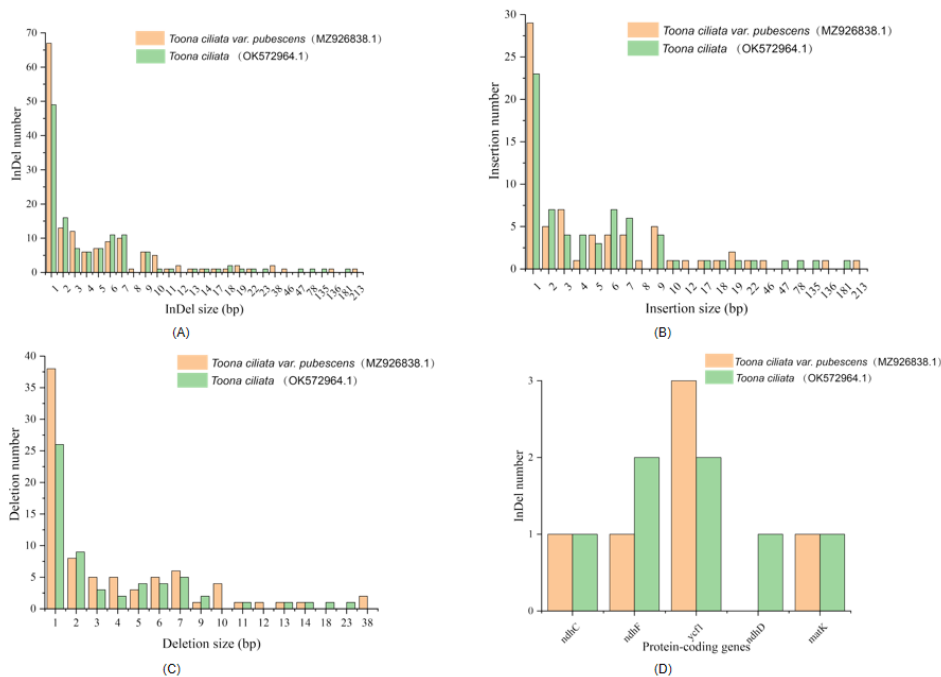 Toona ciliata var. pubescens (MZ926838.1)
Toona ciliata (OK572964.1)
InDel number
70
60
50
40
30
20
10
0
1 2 3 4 5 6 7 8 9 10 11 12 13 14 17 18 19 22 23 38 46 47 78 135 136 181 213
InDel size (bp)
(A)
Toona ciliata var. pubescens (MZ926838.1)
Toona ciliata (OK572964.1)
Insertion number
30
25
20
15
10
5
0
1 2 3 4 5 6 7 8 9 10 12 17 18 19 22 46 47 78 135 136 181 213
Insertion size (bp)
(B)
Toona ciliata var. pubescens (MZ926838.1)
Toona ciliata (OK572964.1)
Deletion number
40
35
30
25
20
15
10
5
0
1 2 3 4 5 6 7 9 10 11 12 13 14 18 23 38
Deletion size (bp)
(C)
Toona ciliata var. pubescens (MZ926838.1)
Toona ciliata (OK572964.1)
InDel number
3
2
1
0
ndhC ndhF ycf1 ndhD matK
Protein-coding genes
(D)